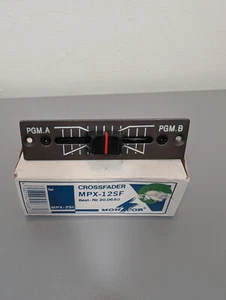 PGM. A
PGM. B
CROSSFADER
MPX-12SF
Best.-Nr 20.0650
MONACOR